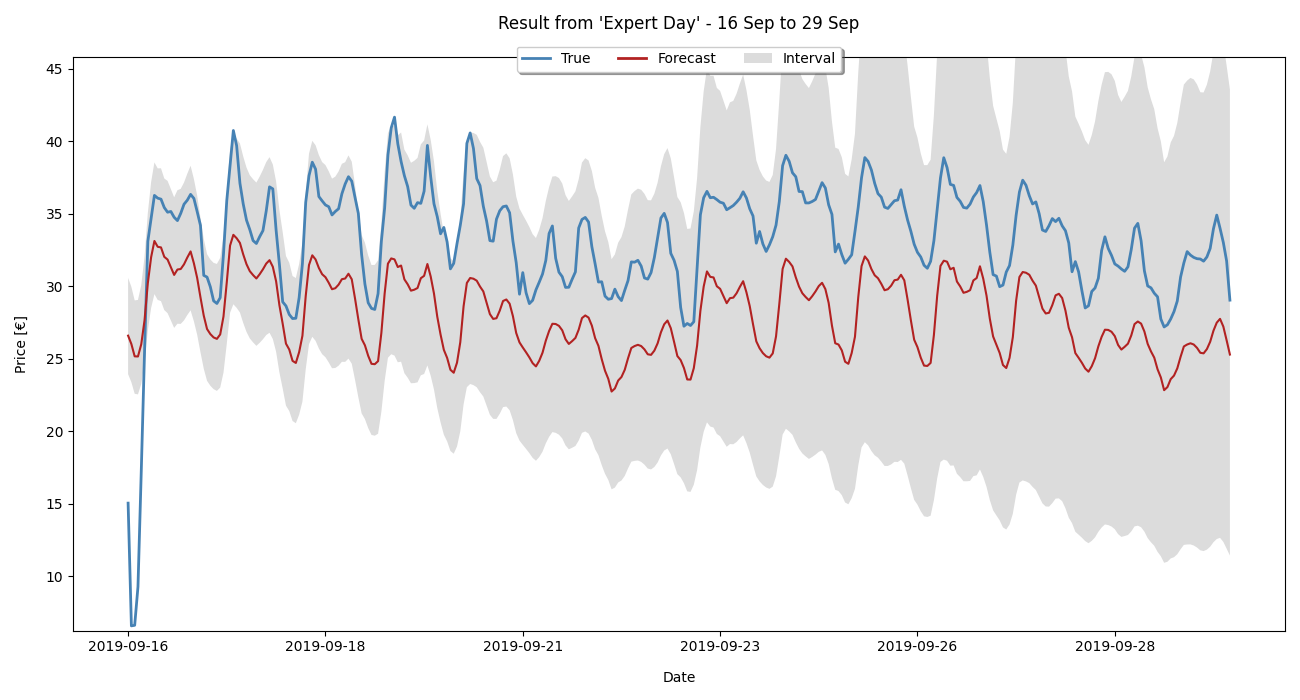 Result from 'Expert Day' - 16 Sep to 29 Sep
True Forecast Interval
45
40
35
30
25
20
15
10
Price [€]
2019-09-16 2019-09-18 2019-09-21 2019-09-23 2019-09-26 2019-09-28
Date